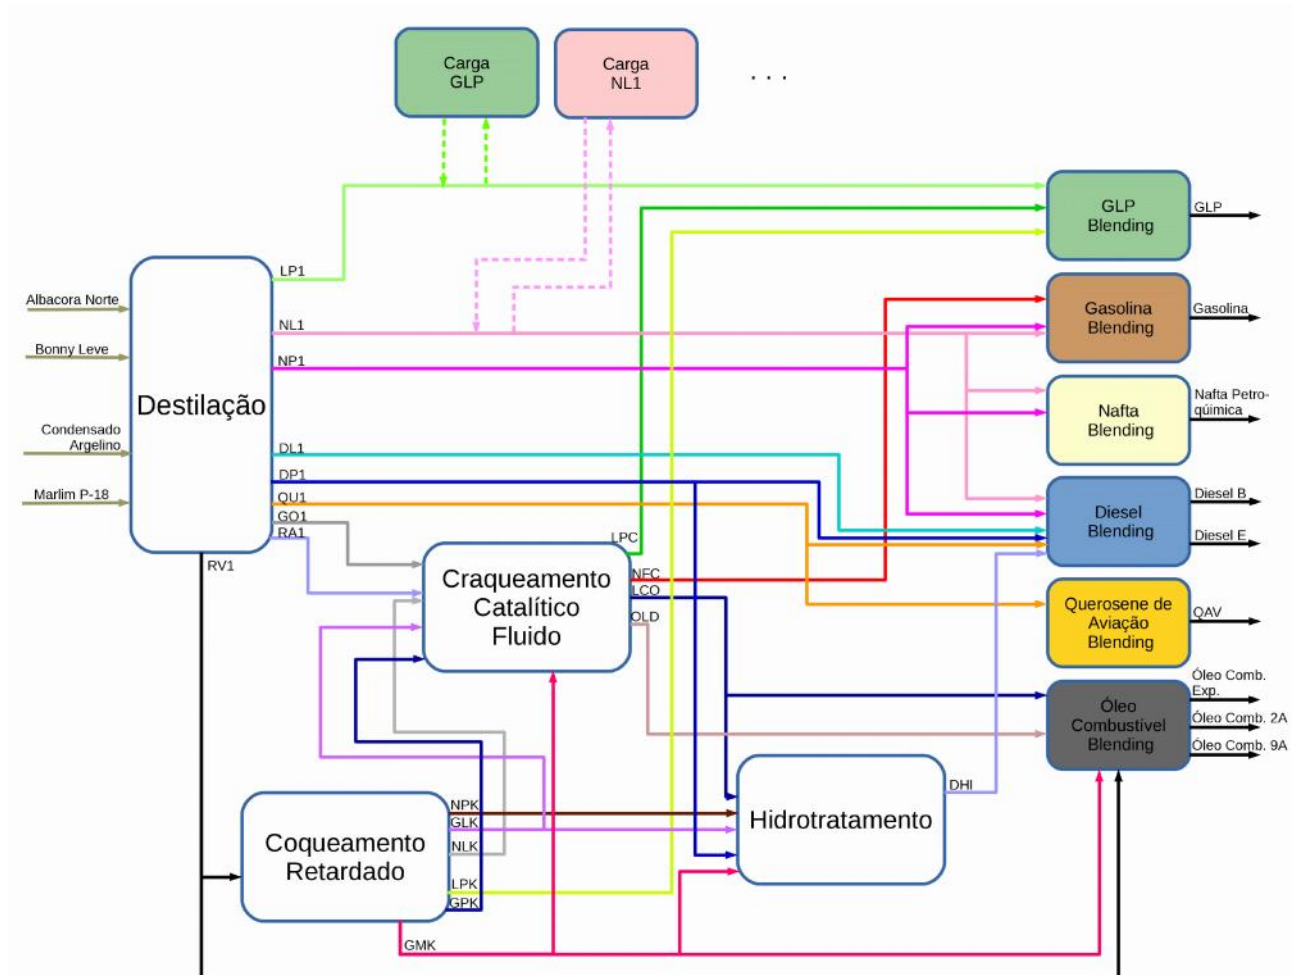 Carga
GLP
Carga
NL1
. . .
GLP
Blending
GLP
LP1
Albacora Norte
Gasolina
Blending
Gasolina
NL1
Bonny Leve
NP1
Destilação
Nafta
Blending
Nafta Petro-
qúimica
Condensado
Argelino
DL1
DP1
Marlim P-18
QU1
GO1
RA1
Diesel
Blending
Diesel B
Diesel E
RV1
LPC
Craqueamento
Catalítico
Fluido
NFC
LCO
OLD
Querosene de
Aviação
Blending
QAV
Óleo
Combustível
Blending
Óleo Comb.
Exp.
Óleo Comb. 2A
Óleo Comb. 9A
Coqueamento
Retardado
NPK
GLK
NLK
LPK
GPK
GMK
Hidrotratamento
DHI